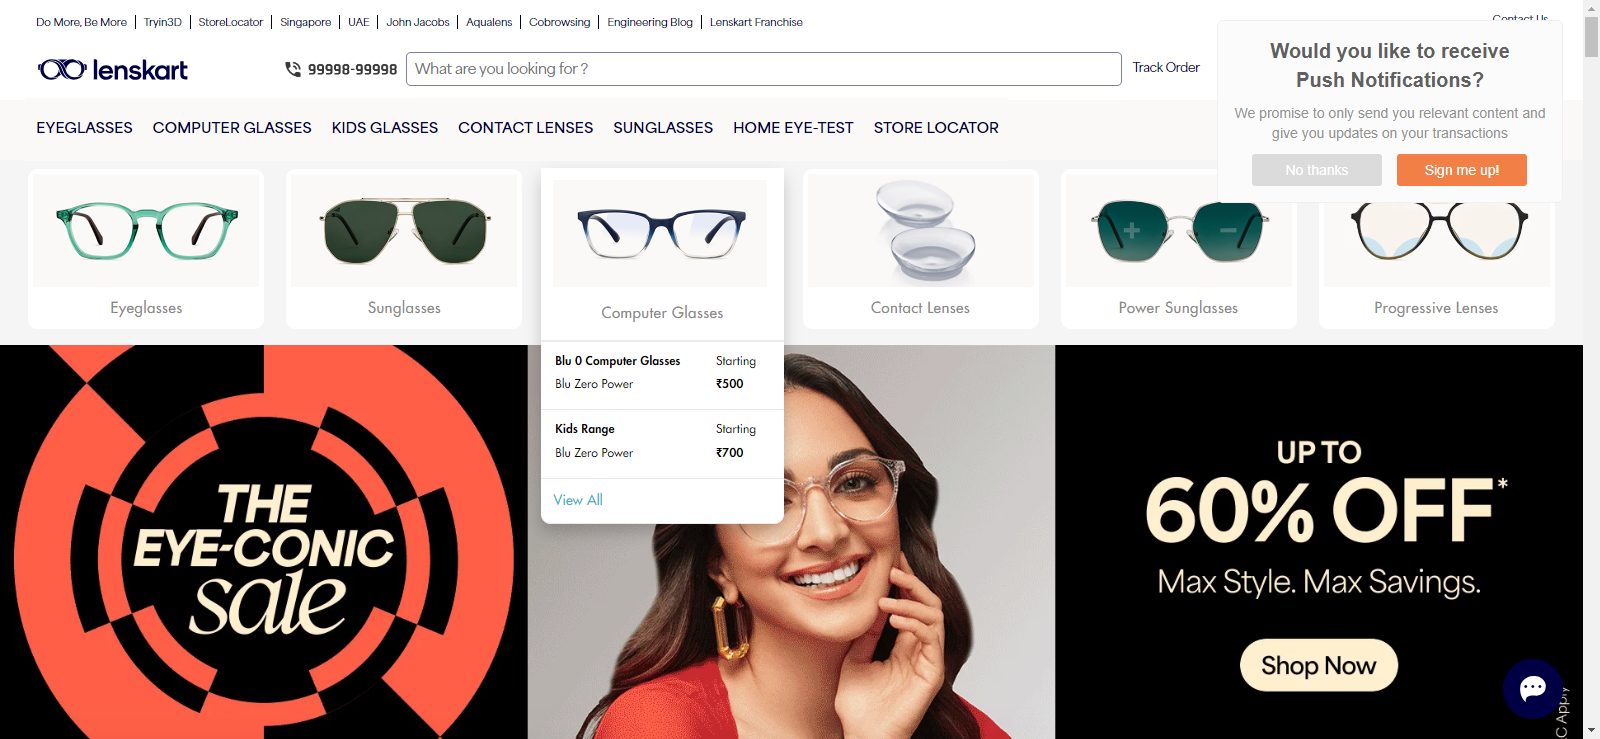 Do More, Be More
Tryin3D
StoreLocator
Singapore
UAE
John Jacobs
Aqualens
Cobrowsing
Engineering Blog
Lenskart Franchise
Contact Us
lenskart
99998-99998
What are you looking for ?
Track Order
Would you like to receive
Push Notifications?
We promise to only send you relevant content and
give you updates on your transactions
No thanks
Sign me up!
EYEGLASSES
COMPUTER GLASSES
KIDS GLASSES
CONTACT LENSES
SUNGLASSES
HOME EYE-TEST
STORE LOCATOR
Eyeglasses
Sunglasses
Computer Glasses
Contact Lenses
Power Sunglasses
Progressive Lenses
Blu 0 Computer Glasses
Starting
Blu Zero Power
₹500
Kids Range
Starting
Blu Zero Power
₹700
View All
THE
EYE-CONIC
sale
UP TO
60% OFF*
Max Style. Max Savings.
Shop Now
C Apply